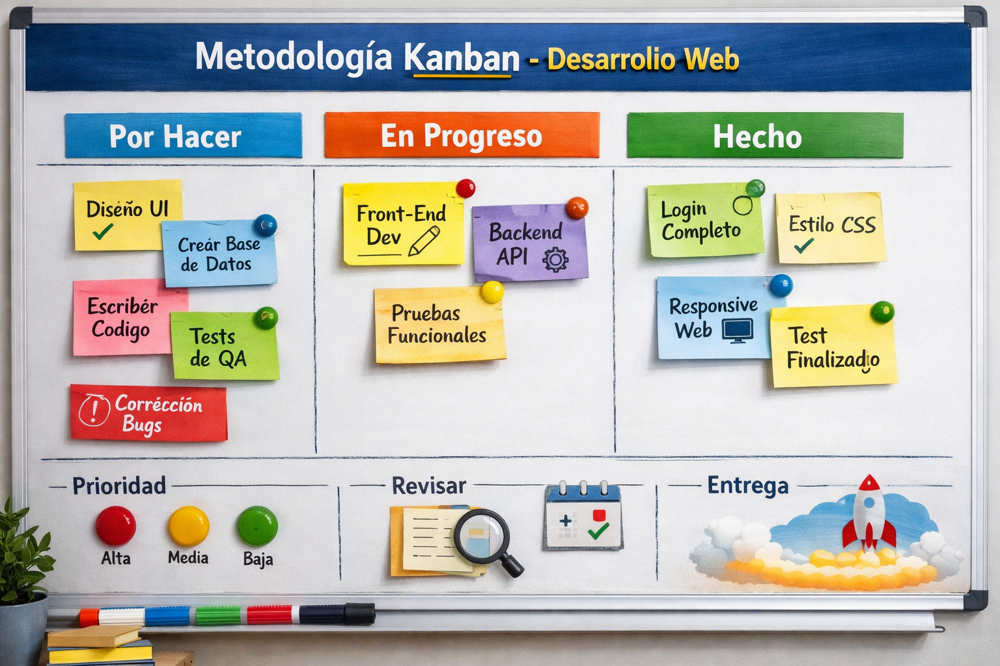 Metodología Kanban - Desarrolio Web
Por Hacer
En Progreso
Hecho
Diseño UI
Creár Base
de Datos
Escribér
Codigo
Tests
de QA
! Corréccíón
Bugs
Front-End
Dev
Backend
API
Pruebas
Funcionales
Login
Completo
Estilo CSS
Responsive
Web
Test
Finalizadio
Prioridad
Alta
Media
Baja
Revisar
Entrega